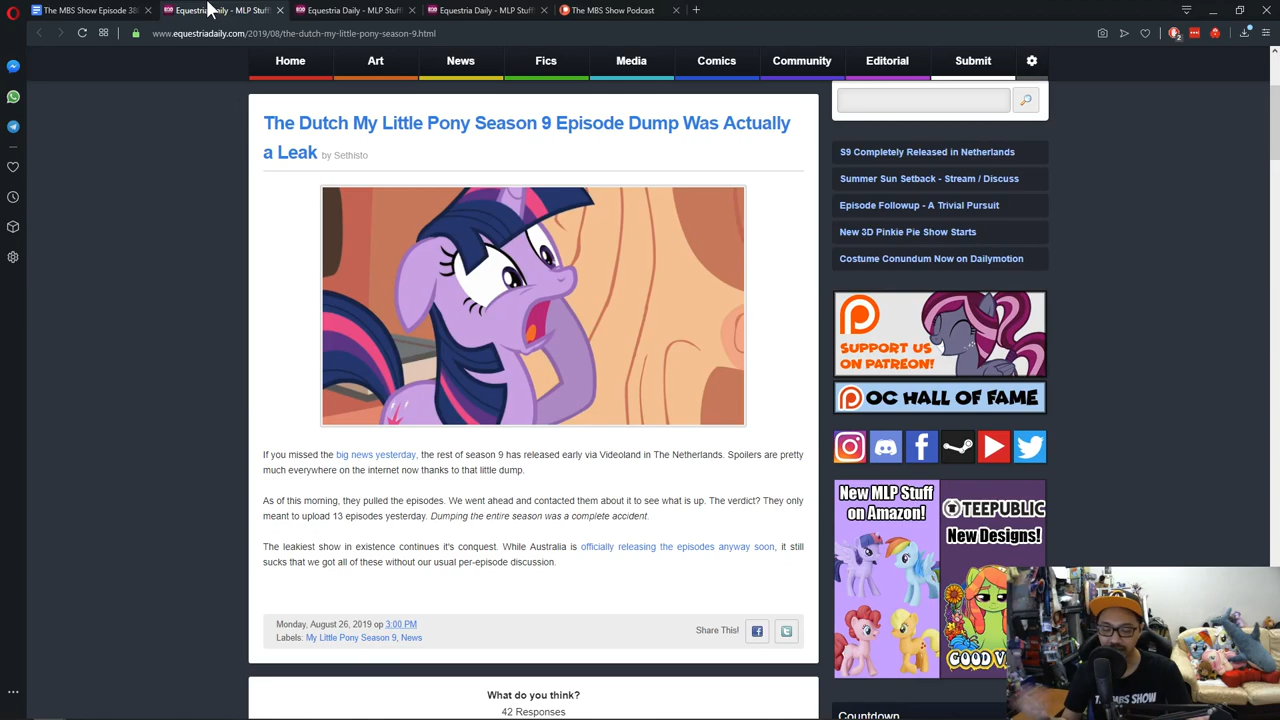 The MBS Show Episode 38
Equestria Daily - MLP Stuff!
Equestria Daily - MLP Stuff!
Equestria Daily - MLP Stuff!
The MBS Show Podcast
www.equestriadaily.com/2019/08/the-dutch-my-little-pony-season-9.html
Home
Art
News
Fics
Media
Comics
Community
Editorial
Submit
The Dutch My Little Pony Season 9 Episode Dump Was Actually
a Leak by Sethisto
If you missed the big news yesterday, the rest of season 9 has released early via Videoland in The Netherlands. Spoilers are pretty
much everywhere on the internet now thanks to that little dump.
As of this morning, they pulled the episodes. We went ahead and contacted them about it to see what is up. The verdict? They only
meant to upload 13 episodes yesterday. Dumping the entire season was a complete accident.
The leakiest show in existence continues it's conquest. While Australia is officially releasing the episodes anyway soon, it still
sucks that we got all of these without our usual per-episode discussion.
Monday, August 26, 2019 op 3:00 PM
Labels: My Little Pony Season 9, News
Share This!
What do you think?
42 Responses
S9 Completely Released in Netherlands
Summer Sun Setback - Stream / Discuss
Episode Followup - A Trivial Pursuit
New 3D Pinkie Pie Show Starts
Costume Conundrum Now on Dailymotion
SUPPORT US
ON PATREON!
OC HALL OF FAME
New MLP Stuff
on Amazon!
TEEPUBLIC
New Designs!
GOOD
Countdown
THE MBS SHOW